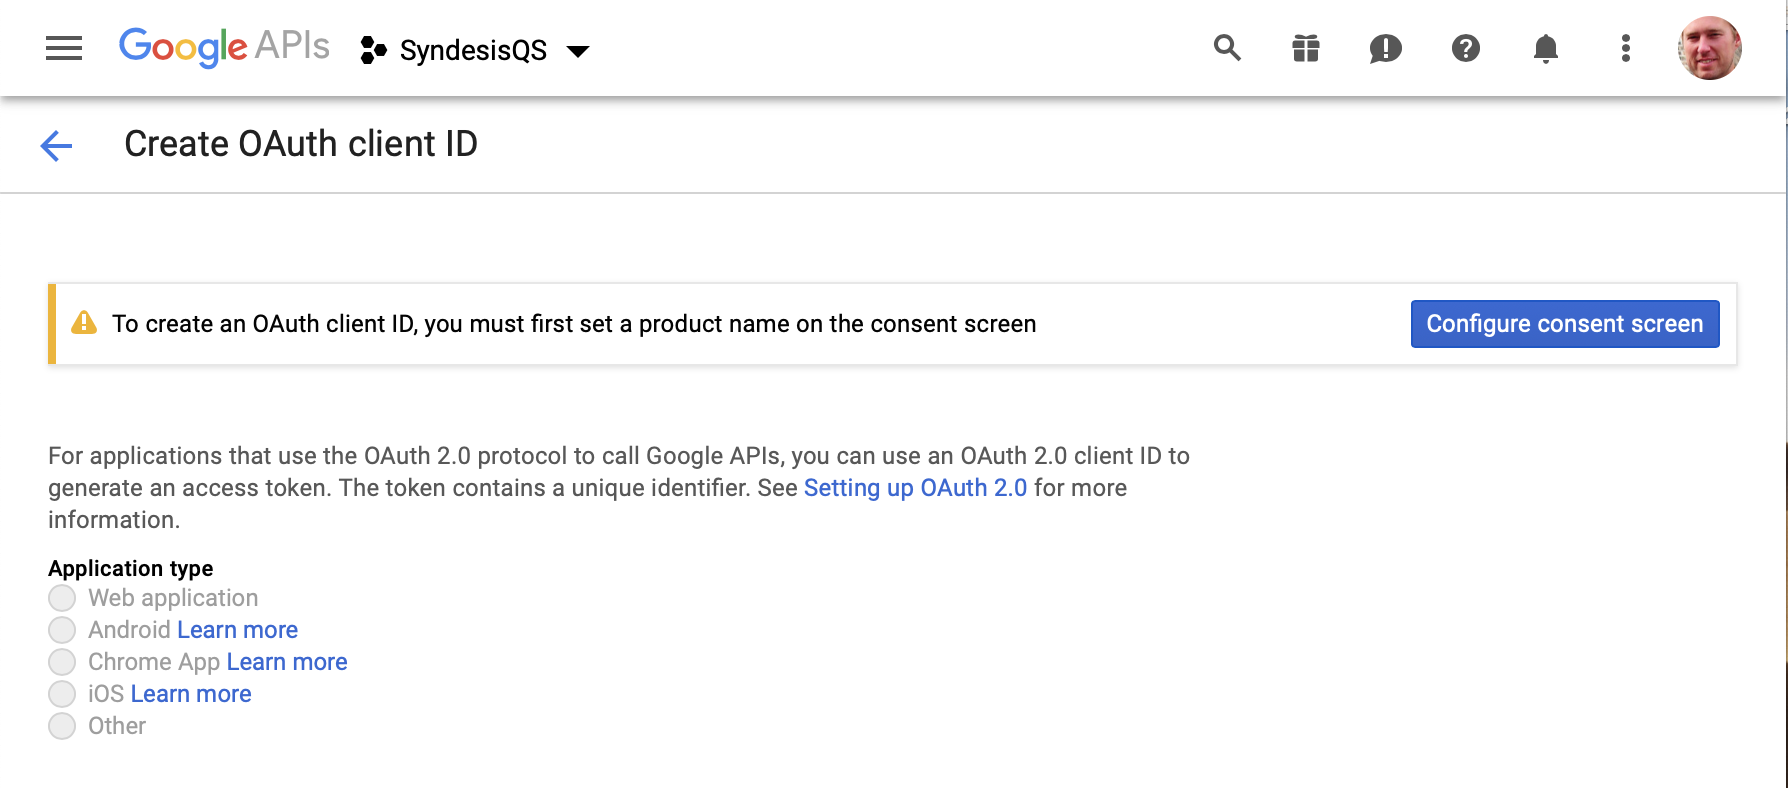 Google APIs SyndesisQS
Create OAuth client ID
To create an OAuth client ID, you must first set a product name on the consent screen
Configure consent screen
For applications that use the OAuth 2.0 protocol to call Google APIs, you can use an OAuth 2.0 client ID to
generate an access token. The token contains a unique identifier. See Setting up OAuth 2.0 for more
information.
Application type
Web application
Android Learn more
Chrome App Learn more
iOS Learn more
Other